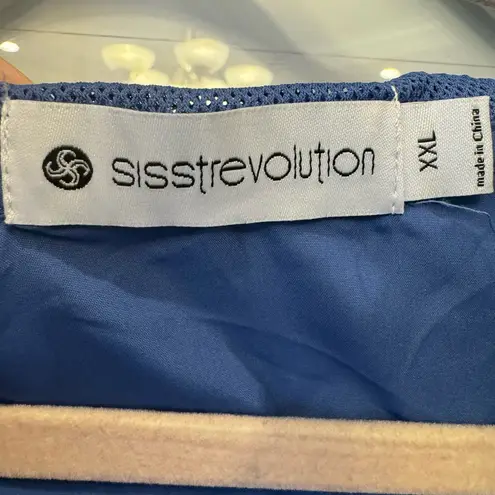 sisstrevolution
XXL
made in China